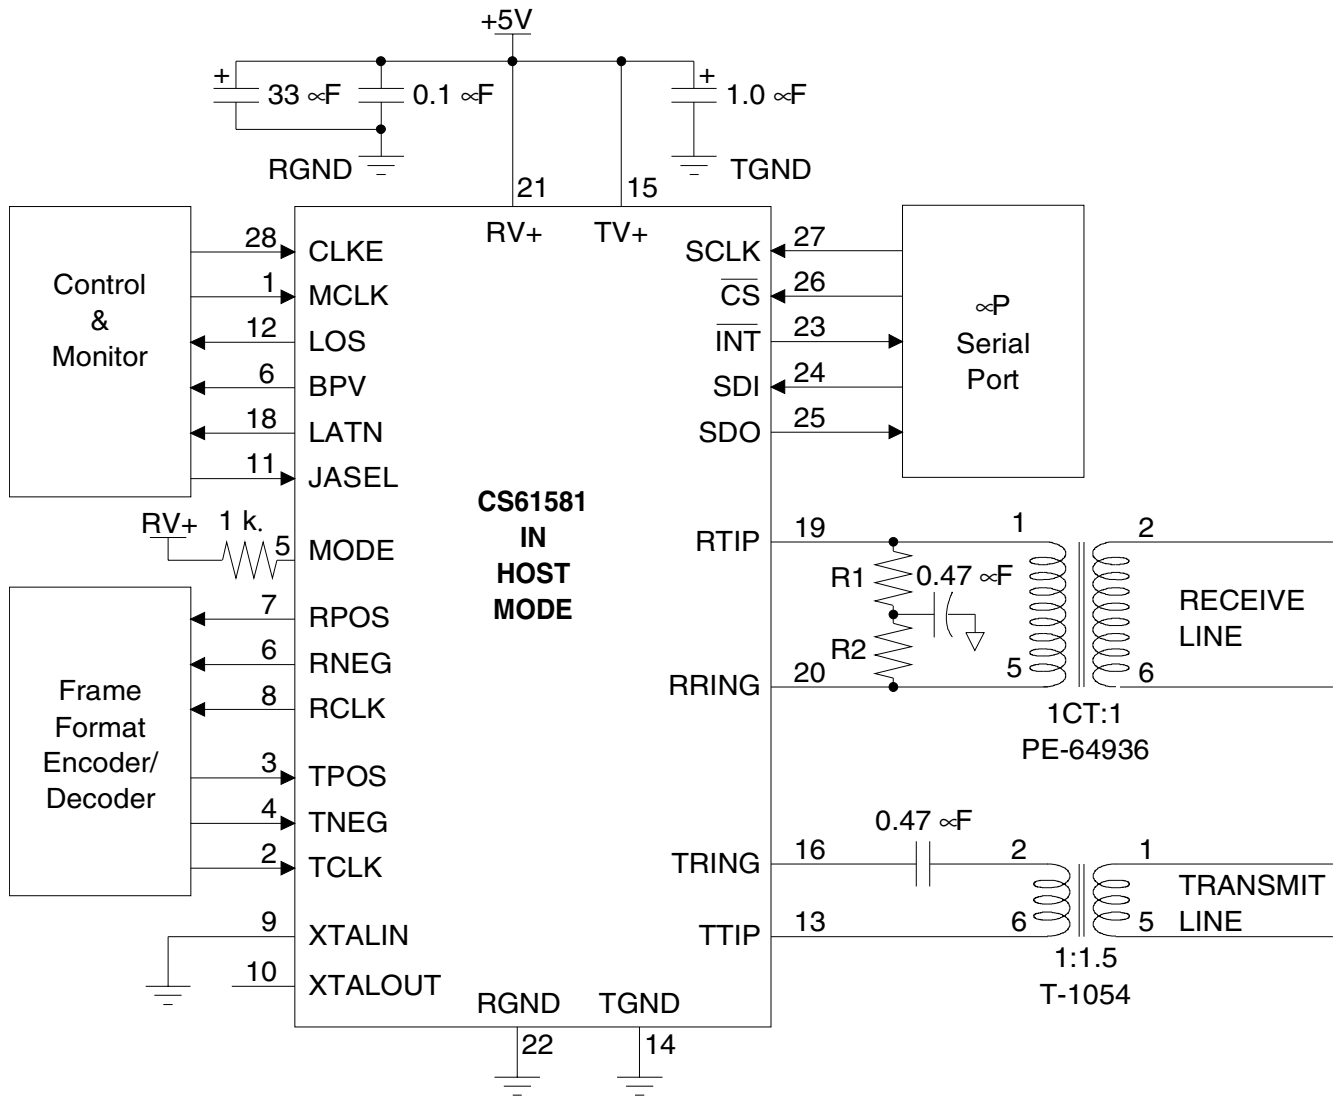 +5V
+
33 ∝F
0.1 ∝F
+
1.0 ∝F
RGND
TGND
21
15
RV+
TV+
Control
&
Monitor
28
CLKE
1
MCLK
12
LOS
6
BPV
18
LATN
11
JASEL
RV+
1 k.
5
MODE
Frame
Format
Encoder/
Decoder
7
RPOS
6
RNEG
8
RCLK
3
TPOS
4
TNEG
2
TCLK
9
XTALIN
10
XTALOUT
CS61581
IN
HOST
MODE
RGND
TGND
22
14
SCLK
27
CS
26
INT
23
SDI
24
SDO
25
∝P
Serial
Port
RTIP
19
R1
0.47 ∝F
R2
RRING
20
1
2
5
6
RECEIVE
LINE
1CT:1
PE-64936
0.47 ∝F
TRING
16
2
1
TTIP
13
6
5
TRANSMIT
LINE
1:1.5
T-1054